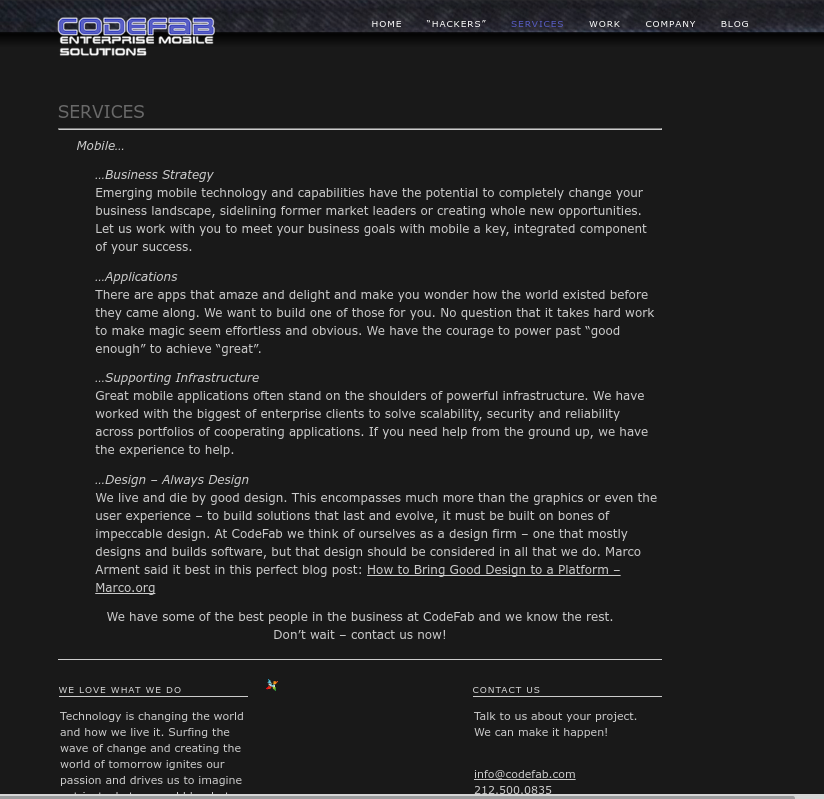 CODEFAB
ENTERPRISE MOBILE
SOLUTIONS
HOME "HACKERS" SERVICES WORK COMPANY BLOG
SERVICES
Mobile…
…Business Strategy
Emerging mobile technology and capabilities have the potential to completely change your
business landscape, sidelining former market leaders or creating whole new opportunities.
Let us work with you to meet your business goals with mobile a key, integrated component
of your success.
…Applications
There are apps that amaze and delight and make you wonder how the world existed before
they came along. We want to build one of those for you. No question that it takes hard work
to make magic seem effortless and obvious. We have the courage to power past “good
enough” to achieve “great”.
…Supporting Infrastructure
Great mobile applications often stand on the shoulders of powerful infrastructure. We have
worked with the biggest of enterprise clients to solve scalability, security and reliability
across portfolios of cooperating applications. If you need help from the ground up, we have
the experience to help.
…Design – Always Design
We live and die by good design. This encompasses much more than the graphics or even the
user experience – to build solutions that last and evolve, it must be built on bones of
impeccable design. At CodeFab we think of ourselves as a design firm – one that mostly
designs and builds software, but that design should be considered in all that we do. Marco
Arment said it best in this perfect blog post: How to Bring Good Design to a Platform –
Marco.org
We have some of the best people in the business at CodeFab and we know the rest.
Don’t wait – contact us now!
WE LOVE WHAT WE DO
Technology is changing the world
and how we live it. Surfing the
wave of change and creating the
world of tomorrow ignites our
passion and drives us to imagine
CONTACT US
Talk to us about your project.
We can make it happen!
info@codefab.com
212.500.0835